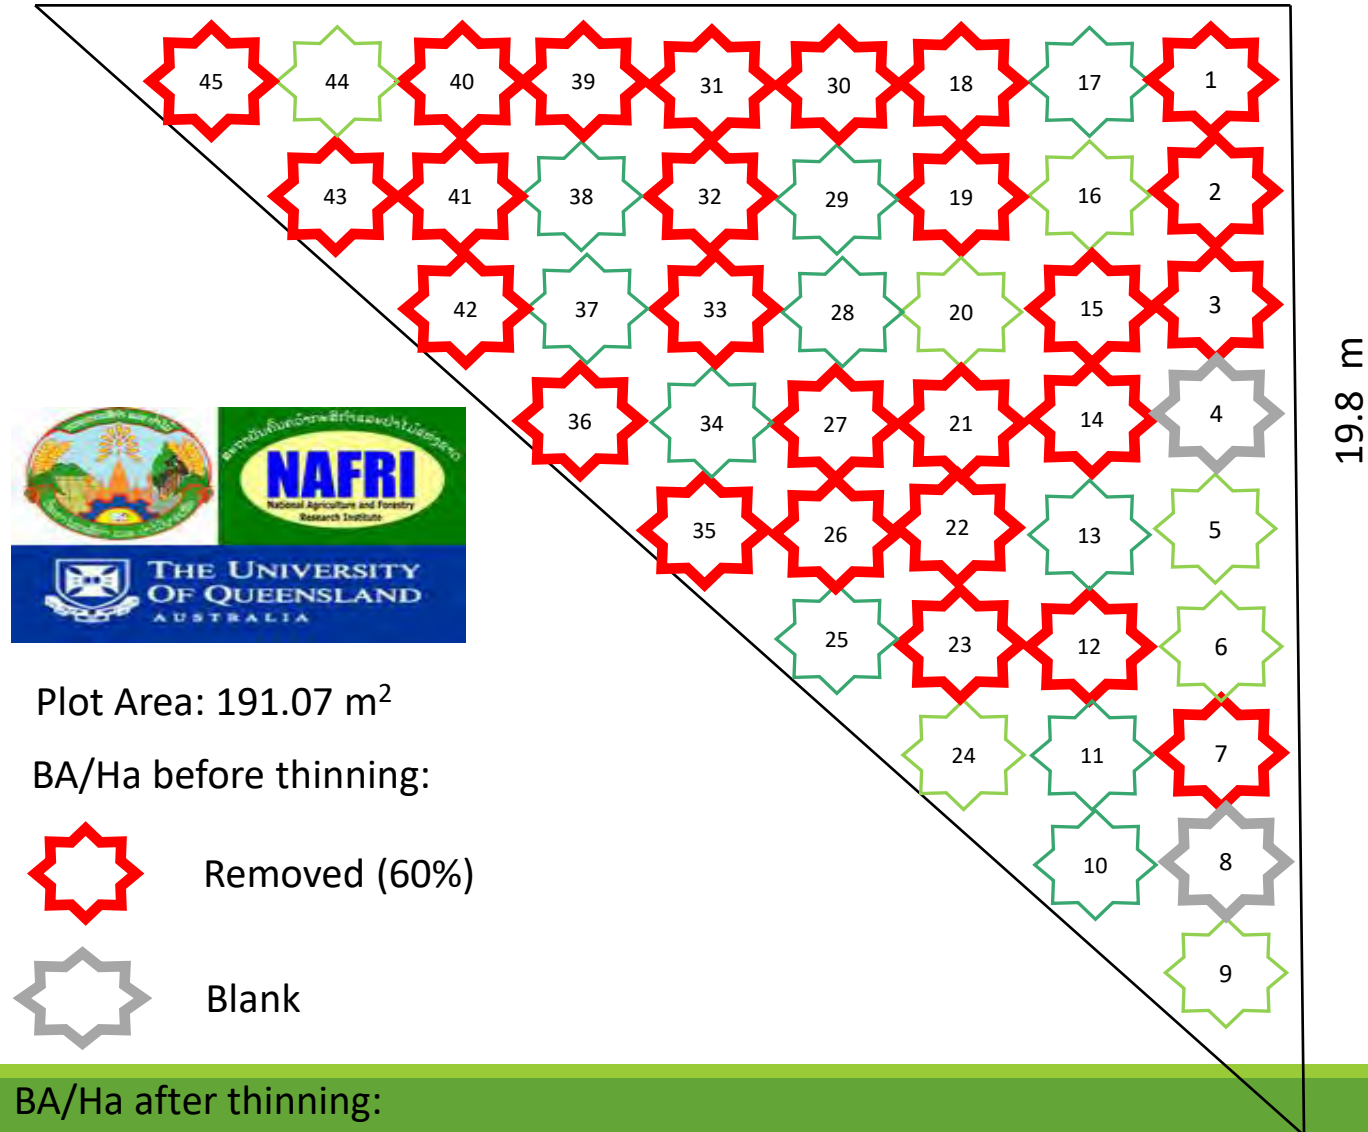 45 44 40 39 31 30 18 17 1
43 41 38 32 29 19 16 2
42 37 33 28 20 15 3
36 34 27 21 14 4
35 26 22 13 5
25 23 12 6
24 11 7
10 8
9
19.8 m
NAFRI
National Agriculture and Forestry
Research Institute
THE UNIVERSITY
OF QUEENSLAND
AUSTRALIA
Plot Area: 191.07 m²
BA/Ha before thinning:
Removed (60%)
Blank
BA/Ha after thinning: